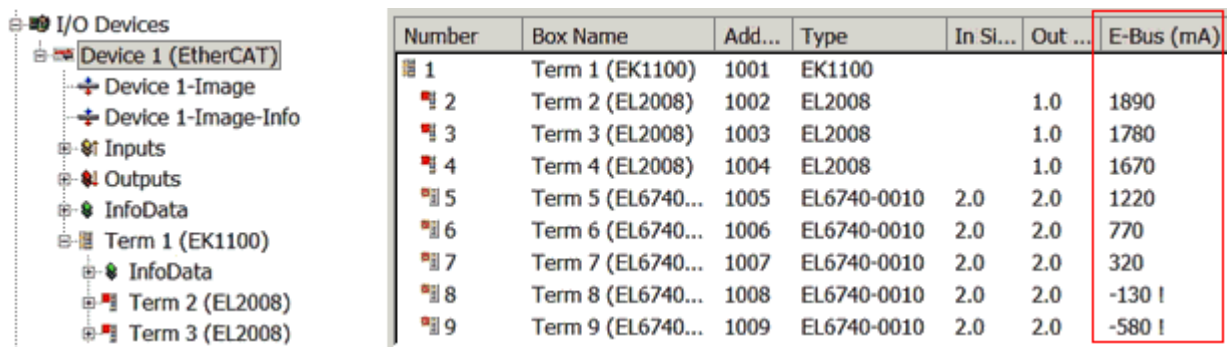 I/O Devices
Device 1 (EtherCAT)
Device 1-Image
Device 1-Image-Info
Inputs
Outputs
InfoData
Term 1 (EK1100)
InfoData
Term 2 (EL2008)
Term 3 (EL2008)
Number Box Name Add... Type In Si... Out ... E-Bus (mA)
1 Term 1 (EK1100) 1001 EK1100
2 Term 2 (EL2008) 1002 EL2008 1.0 1890
3 Term 3 (EL2008) 1003 EL2008 1.0 1780
4 Term 4 (EL2008) 1004 EL2008 1.0 1670
5 Term 5 (EL6740... 1005 EL6740-0010 2.0 2.0 1220
6 Term 6 (EL6740... 1006 EL6740-0010 2.0 2.0 770
7 Term 7 (EL6740... 1007 EL6740-0010 2.0 2.0 320
8 Term 8 (EL6740... 1008 EL6740-0010 2.0 2.0 -130 !
9 Term 9 (EL6740... 1009 EL6740-0010 2.0 2.0 -580 !